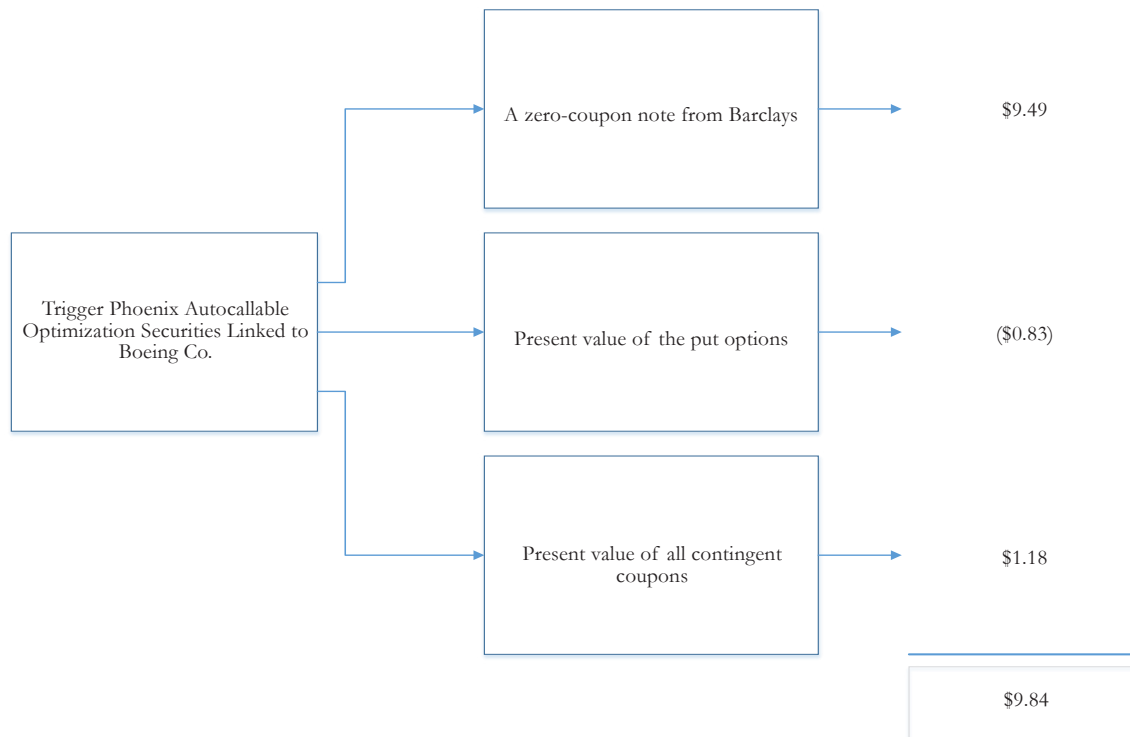 A zero-coupon note from Barclays
$9.49
Trigger Phoenix Autocallable
Optimization Securities Linked to
Boeing Co.
Present value of the put options
($0.83)
Present value of all contingent
coupons
$1.18
$9.84